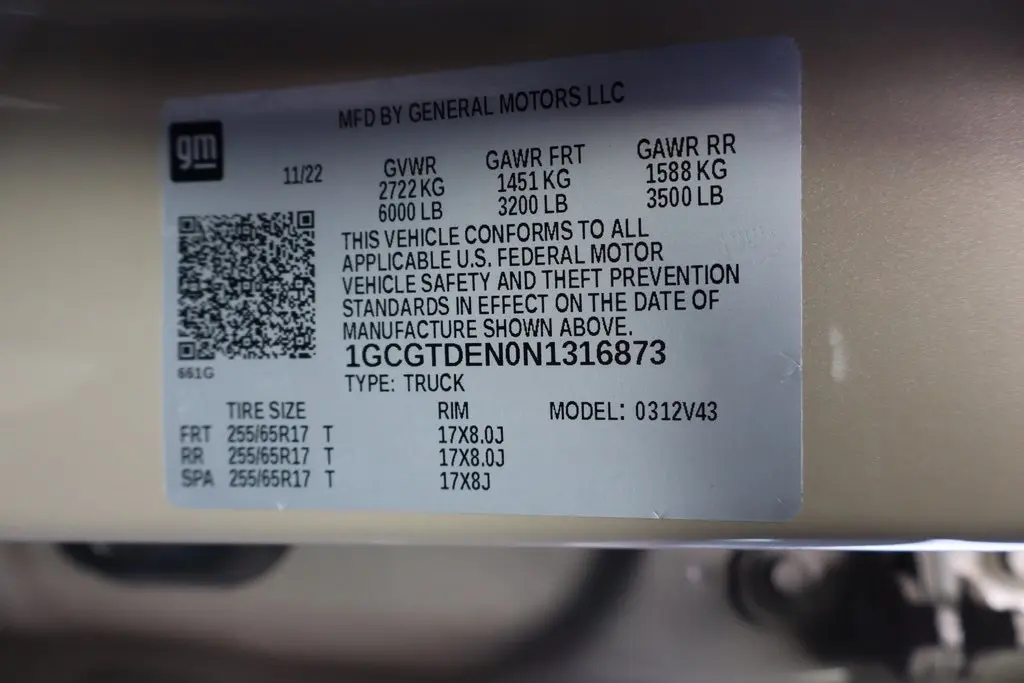 MFD BY GENERAL MOTORS LLC
gm
11/22 GVWR GAWR FRT GAWR RR
2722 KG 1451 KG 1588 KG
6000 LB 3200 LB 3500 LB
THIS VEHICLE CONFORMS TO ALL
APPLICABLE U.S. FEDERAL MOTOR
VEHICLE SAFETY AND THEFT PREVENTION
STANDARDS IN EFFECT ON THE DATE OF
MANUFACTURE SHOWN ABOVE.
1GCGTDEN0N1316873
661G
TYPE: TRUCK
TIRE SIZE RIM MODEL: 0312V43
FRT 255/65R17 T 17X8.0J
RR 255/65R17 T 17X8.0J
SPA 255/65R17 T 17X8J